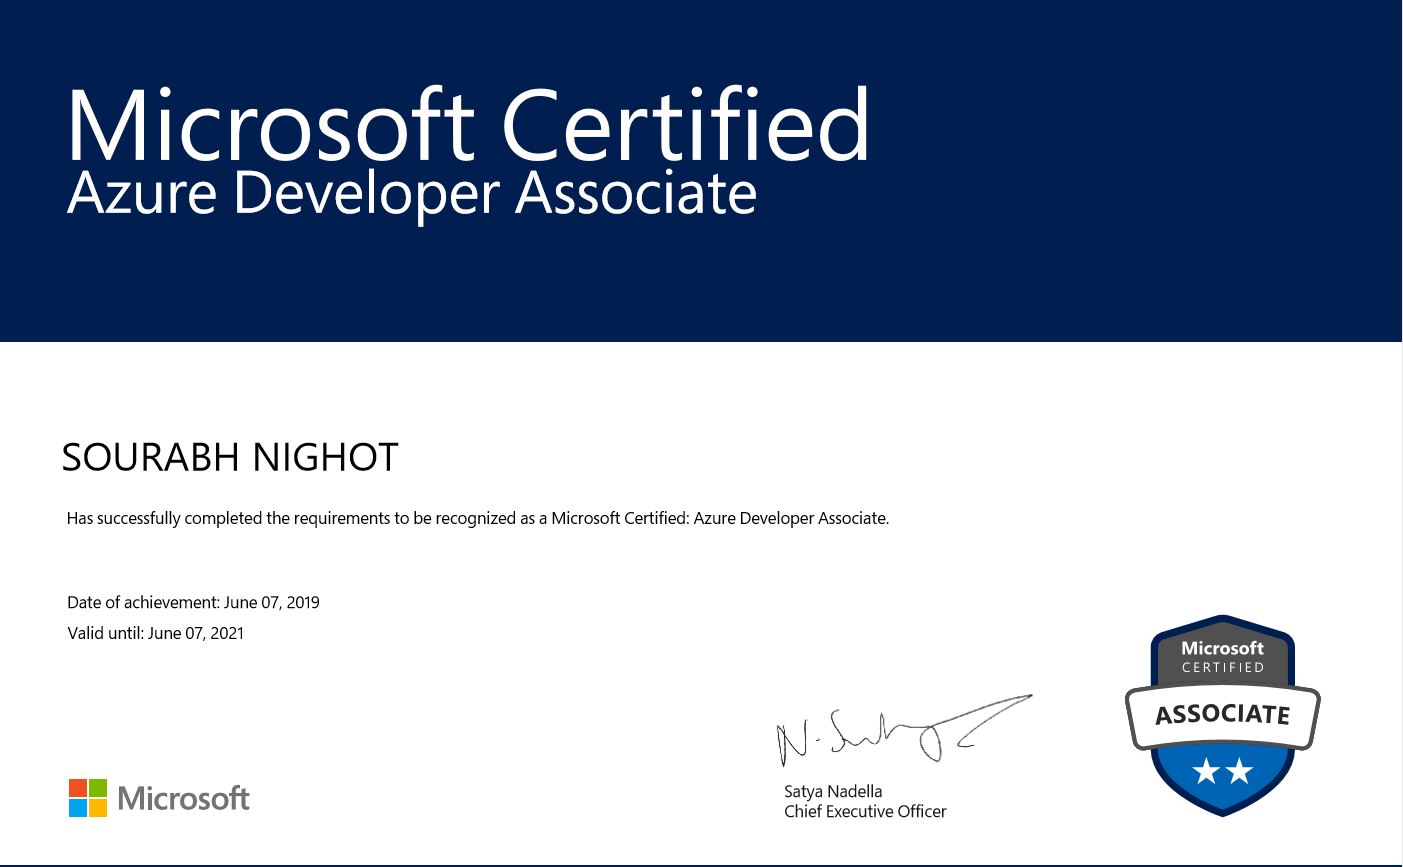 Microsoft Certified
Azure Developer Associate
SOURABH NIGHOT
Has successfully completed the requirements to be recognized as a Microsoft Certified: Azure Developer Associate.
Date of achievement: June 07, 2019
Valid until: June 07, 2021
Microsoft
CERTIFIED
ASSOCIATE
N. Satya
Satya Nadella
Chief Executive Officer
Microsoft